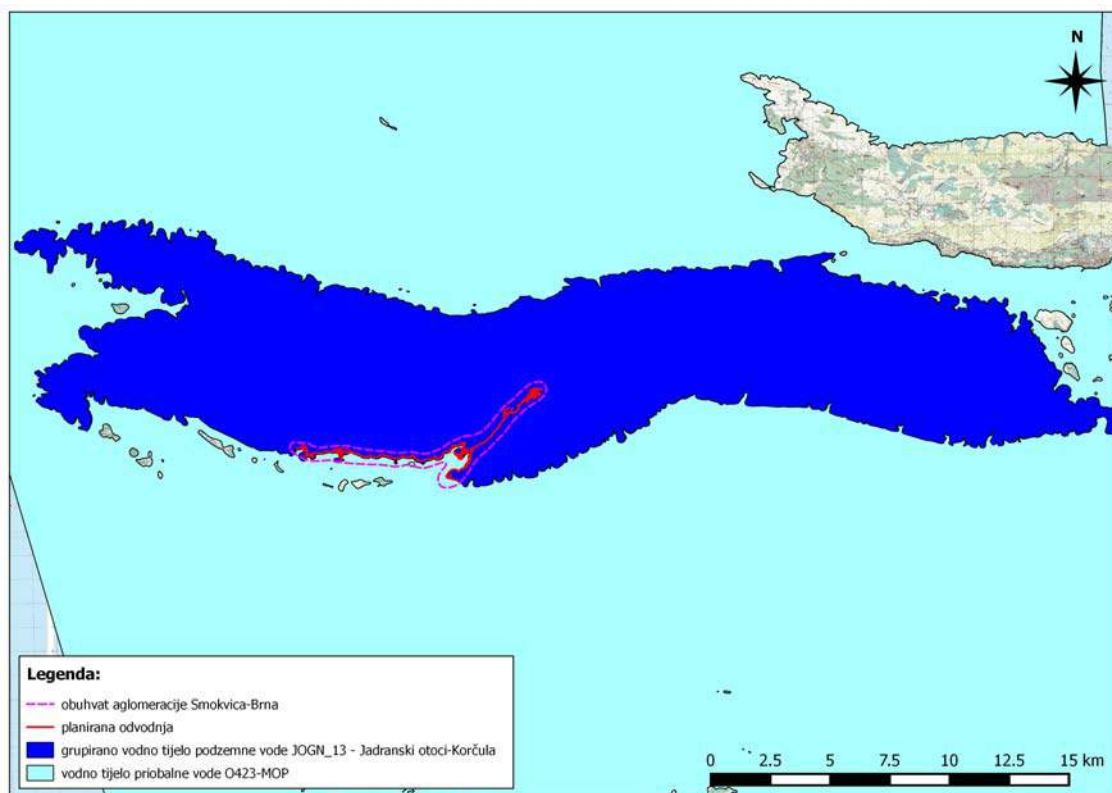 N
Legenda:
obuhvat aglomeracije Smokvica-Brna
planirana odvodnja
grupirano vodno tijelo podzemne vode JOGN_13 - Jadranski otoci-Korčula
vodno tijelo priobalne vode O423-MOP
0 2.5 5 7.5 10 12.5 15 km